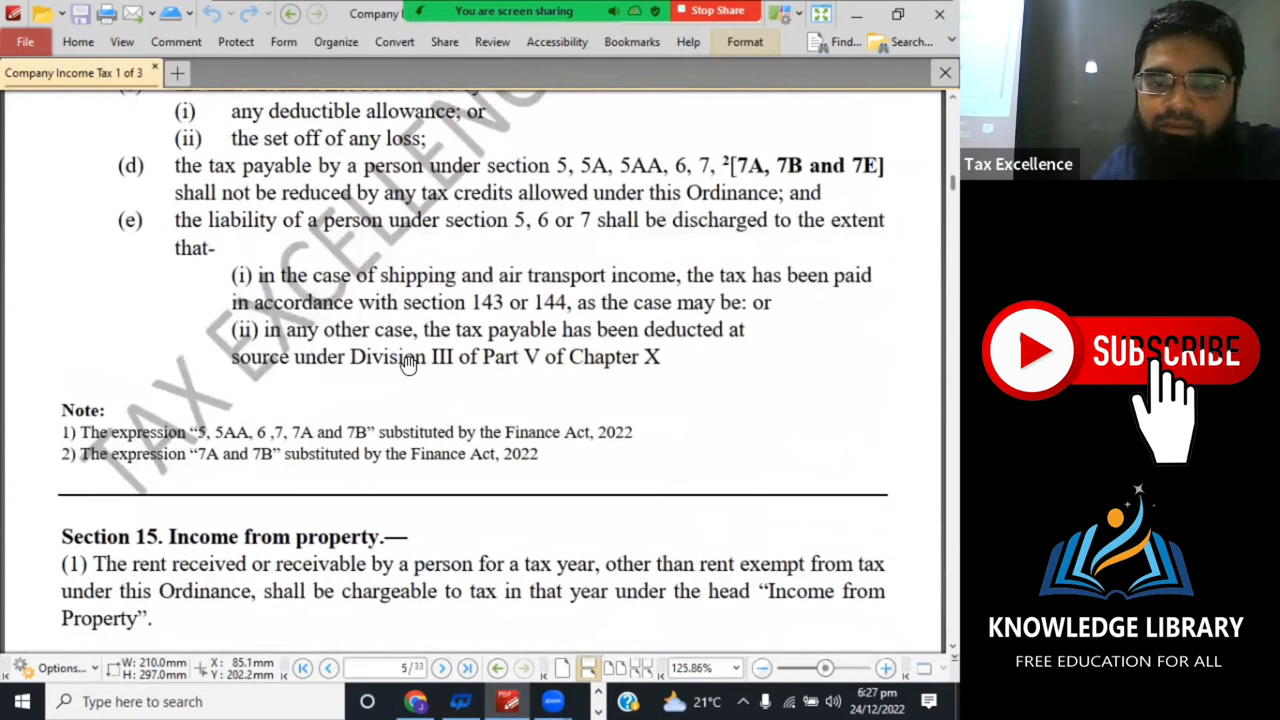 Company I
You are screen sharing
Stop Share
File Home View Comment Protect Form Organize Convert Share Review Accessibility Bookmarks Help Format Find... Search...
Company Income Tax 1 of 3
(i) any deductible allowance; or
(ii) the set off of any loss;
(d) the tax payable by a person under section 5, 5A, 5AA, 6, 7, 2[7A, 7B and 7E]
shall not be reduced by any tax credits allowed under this Ordinance; and
(e) the liability of a person under section 5, 6 or 7 shall be discharged to the extent
that-
(i) in the case of shipping and air transport income, the tax has been paid
in accordance with section 143 or 144, as the case may be: or
(ii) in any other case, the tax payable has been deducted at
source under Division III of Part V of Chapter X
Note:
1) The expression “5, 5AA, 6 ,7, 7A and 7B” substituted by the Finance Act, 2022
2) The expression “7A and 7B” substituted by the Finance Act, 2022
Section 15. Income from property.—
(1) The rent received or receivable by a person for a tax year, other than rent exempt from tax
under this Ordinance, shall be chargeable to tax in that year under the head “Income from
Property”.
TAX EXCELLENC
Options... W: 210.0mm X: 85.1mm 5 / 33 125.86%
H: 297.0mm Y: 202.2mm
Type here to search 21°C 6:27 pm
24/12/2022
Tax Excellence
SUBSCRIBE
KNOWLEDGE LIBRARY
FREE EDUCATION FOR ALL